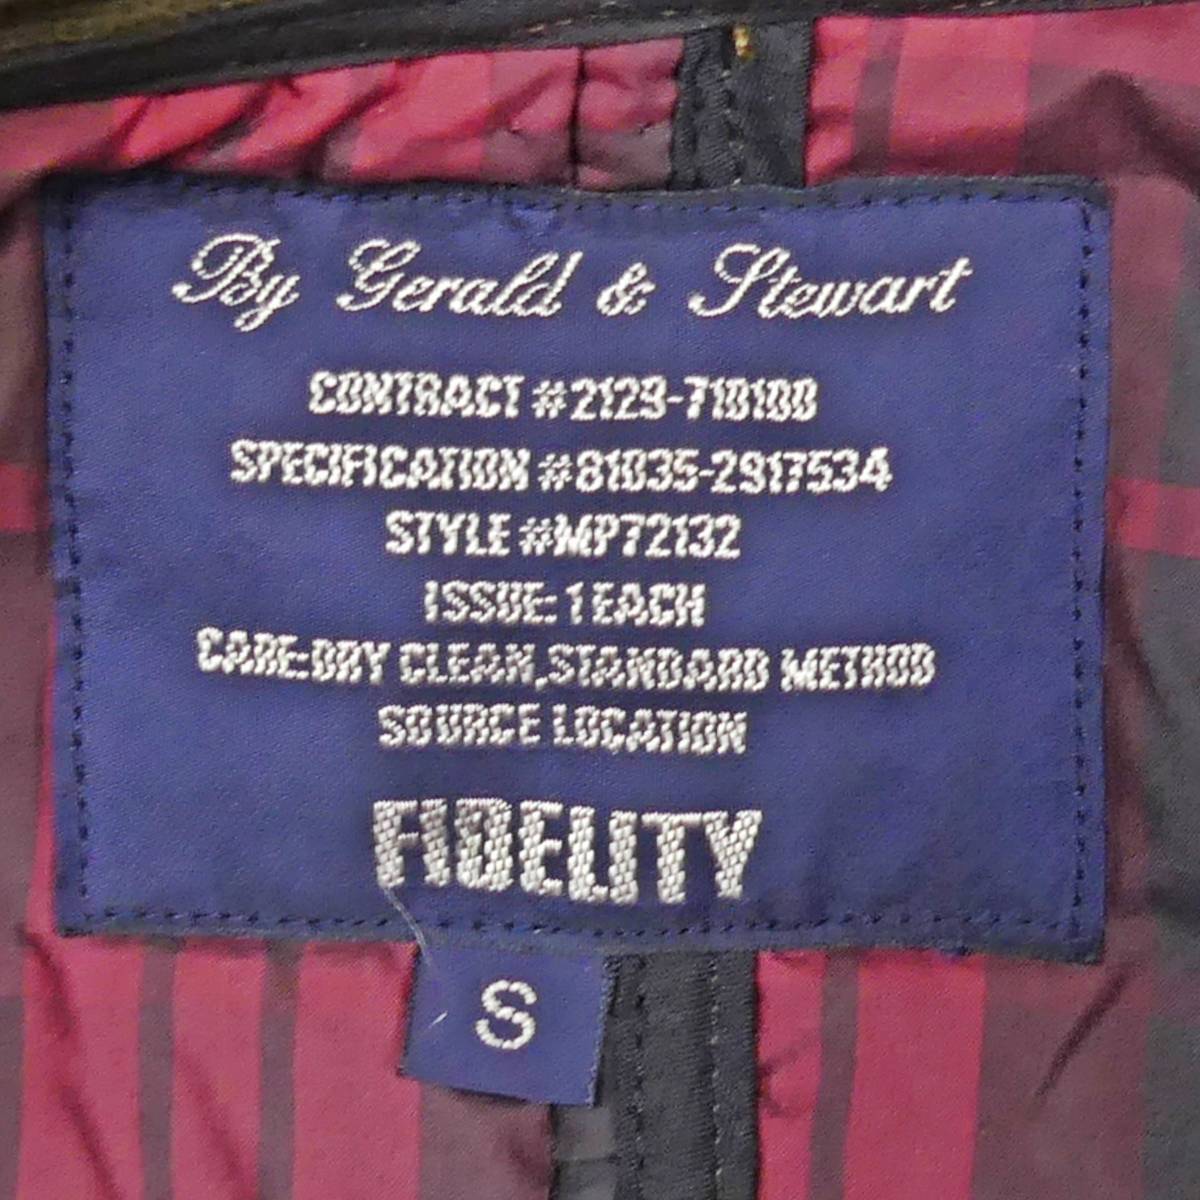 By Gerald & Stewart
CONTRACT #2129-710100
SPECIFICATION #81035-2917534
STYLE #MP72132
ISSUE: 1 EACH
CARE:DRY CLEAN,STANDARD METHOD
SOURCE LOCATION
FIDELITY
S